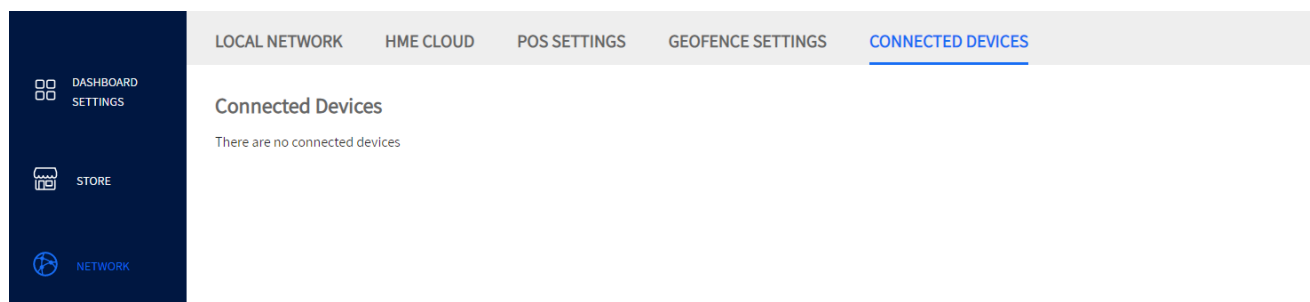 LOCAL NETWORK HME CLOUD POS SETTINGS GEOFENCE SETTINGS CONNECTED DEVICES
DASHBOARD
SETTINGS
STORE
NETWORK
Connected Devices
There are no connected devices